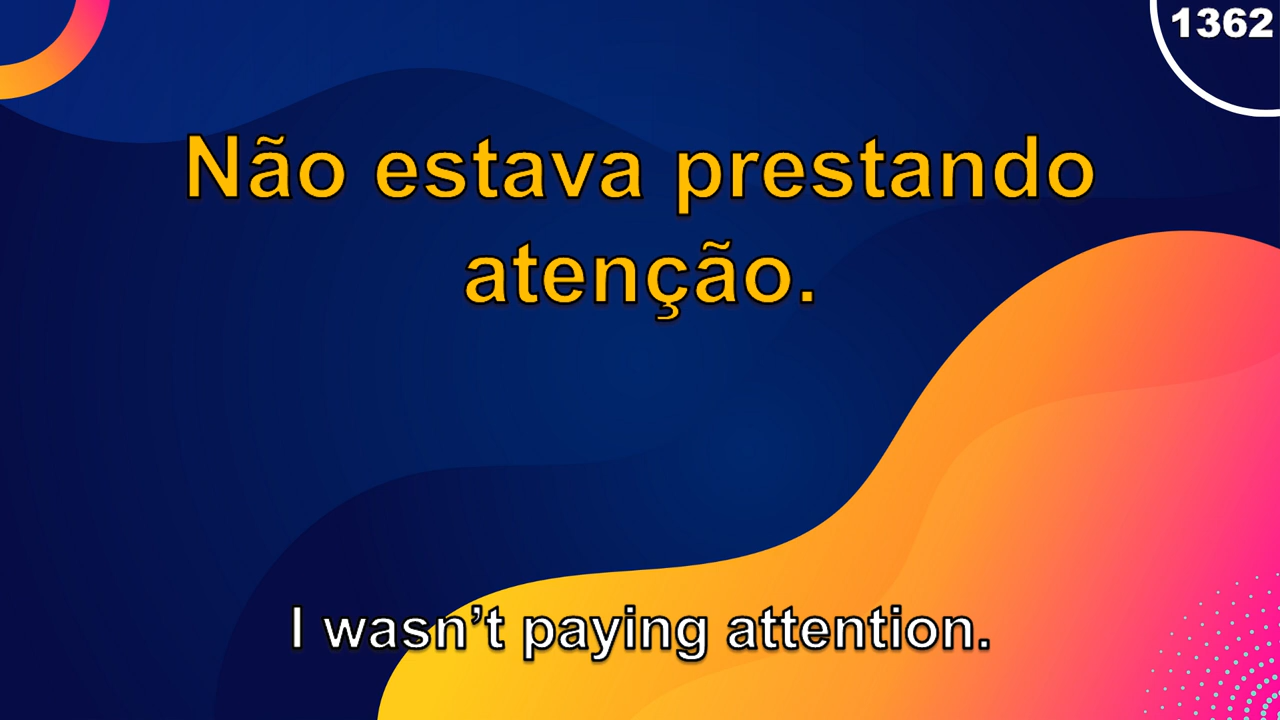 1362
Não estava prestando
atenção.
I wasn’t paying attention.